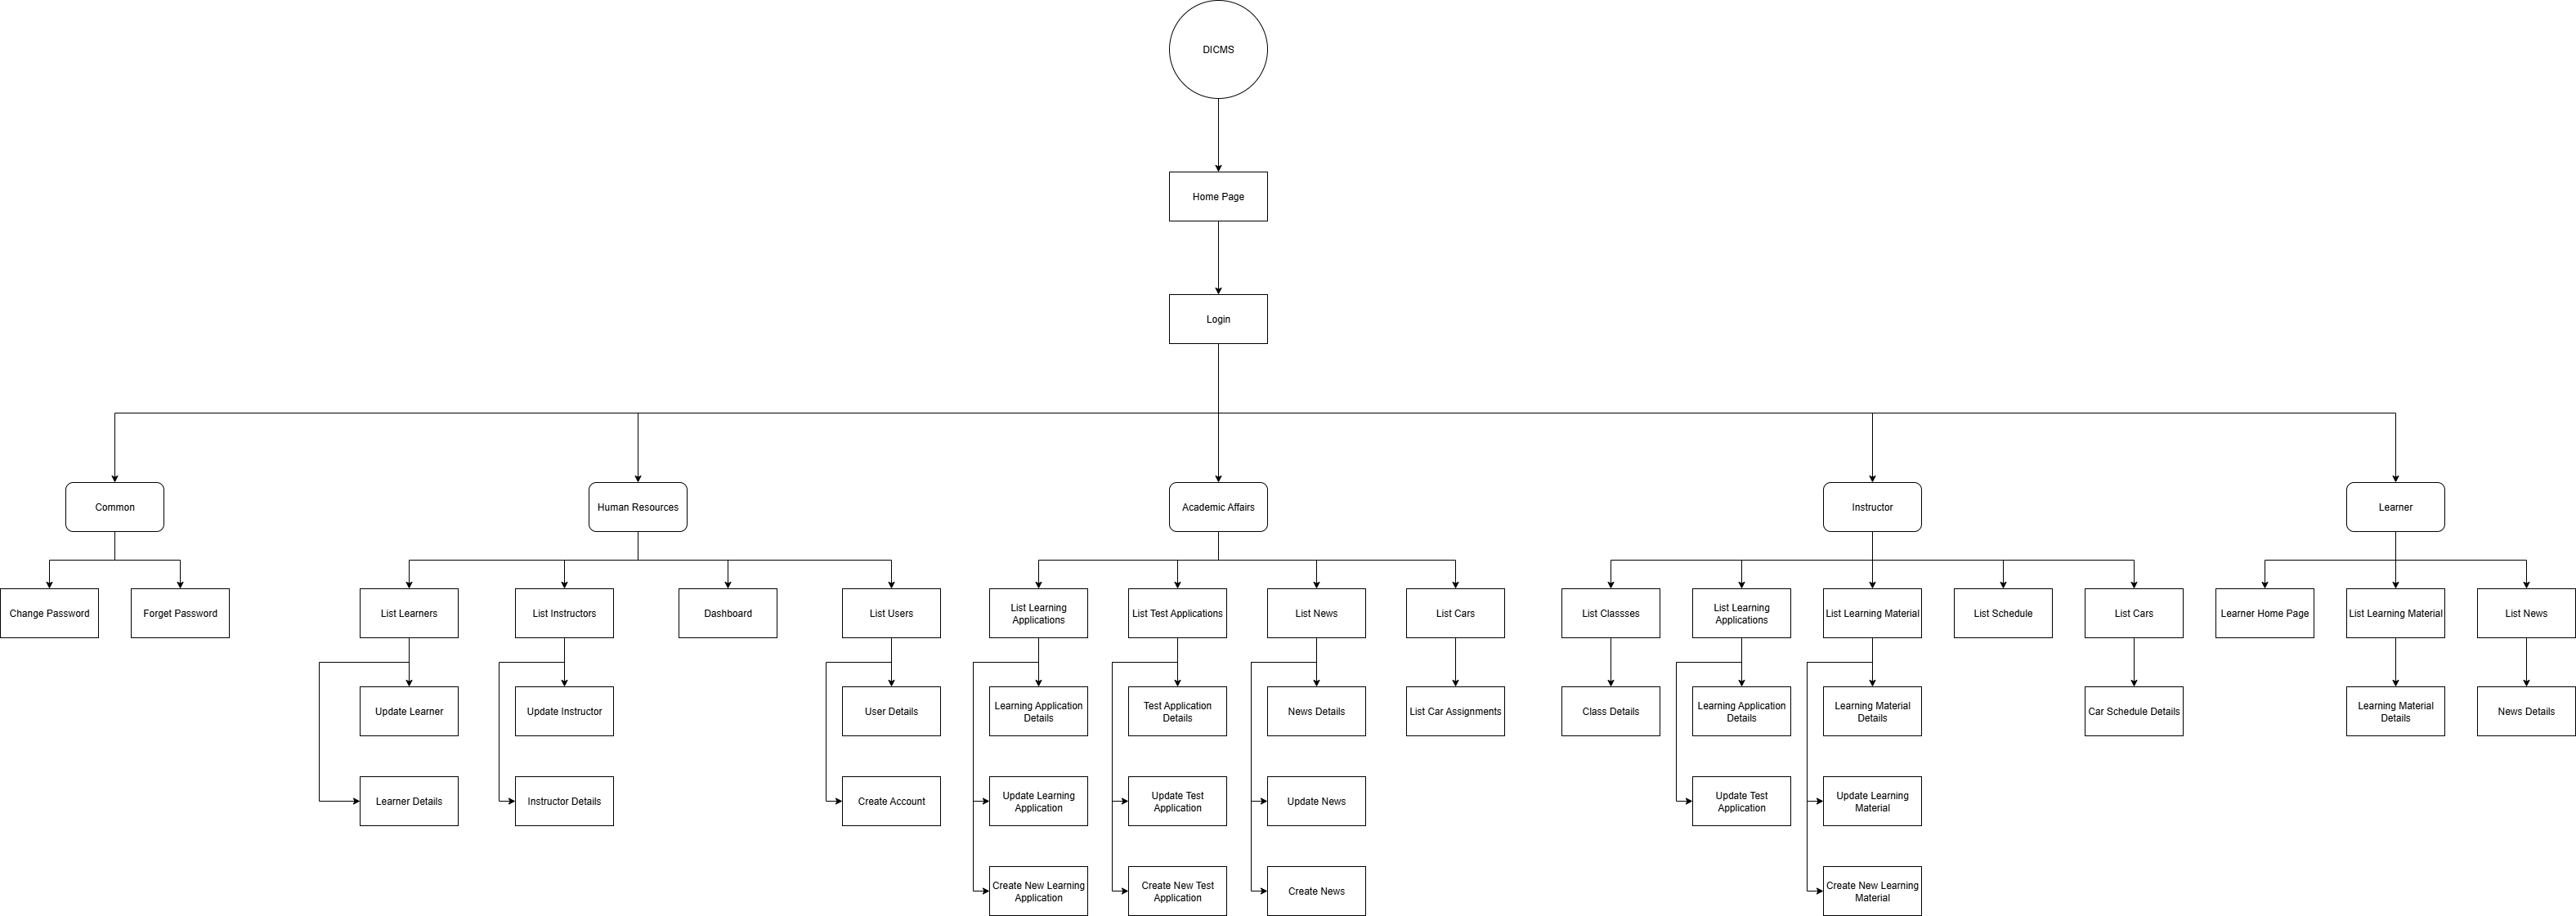 DICMS
Home Page
Login
Common
Human Resources
Academic Affairs
Instructor
Learner
Change Password
Forget Password
List Learners
List Instructors
Dashboard
List Users
List Learning
Applications
List Test Applications
List News
List Cars
List Classses
List Learning
Applications
List Learning Material
List Schedule
List Cars
Learner Home Page
List Learning Material
List News
Update Learner
Update Instructor
User Details
Learning Application
Details
Test Application
Details
News Details
List Car Assignments
Class Details
Learning Application
Details
Learning Material
Details
Car Schedule Details
Learning Material
Details
News Details
Learner Details
Instructor Details
Create Account
Update Learning
Application
Update Test
Application
Update News
Update Test
Application
Update Learning
Material
Create New Learning
Application
Create New Test
Application
Create News
Create New Learning
Material